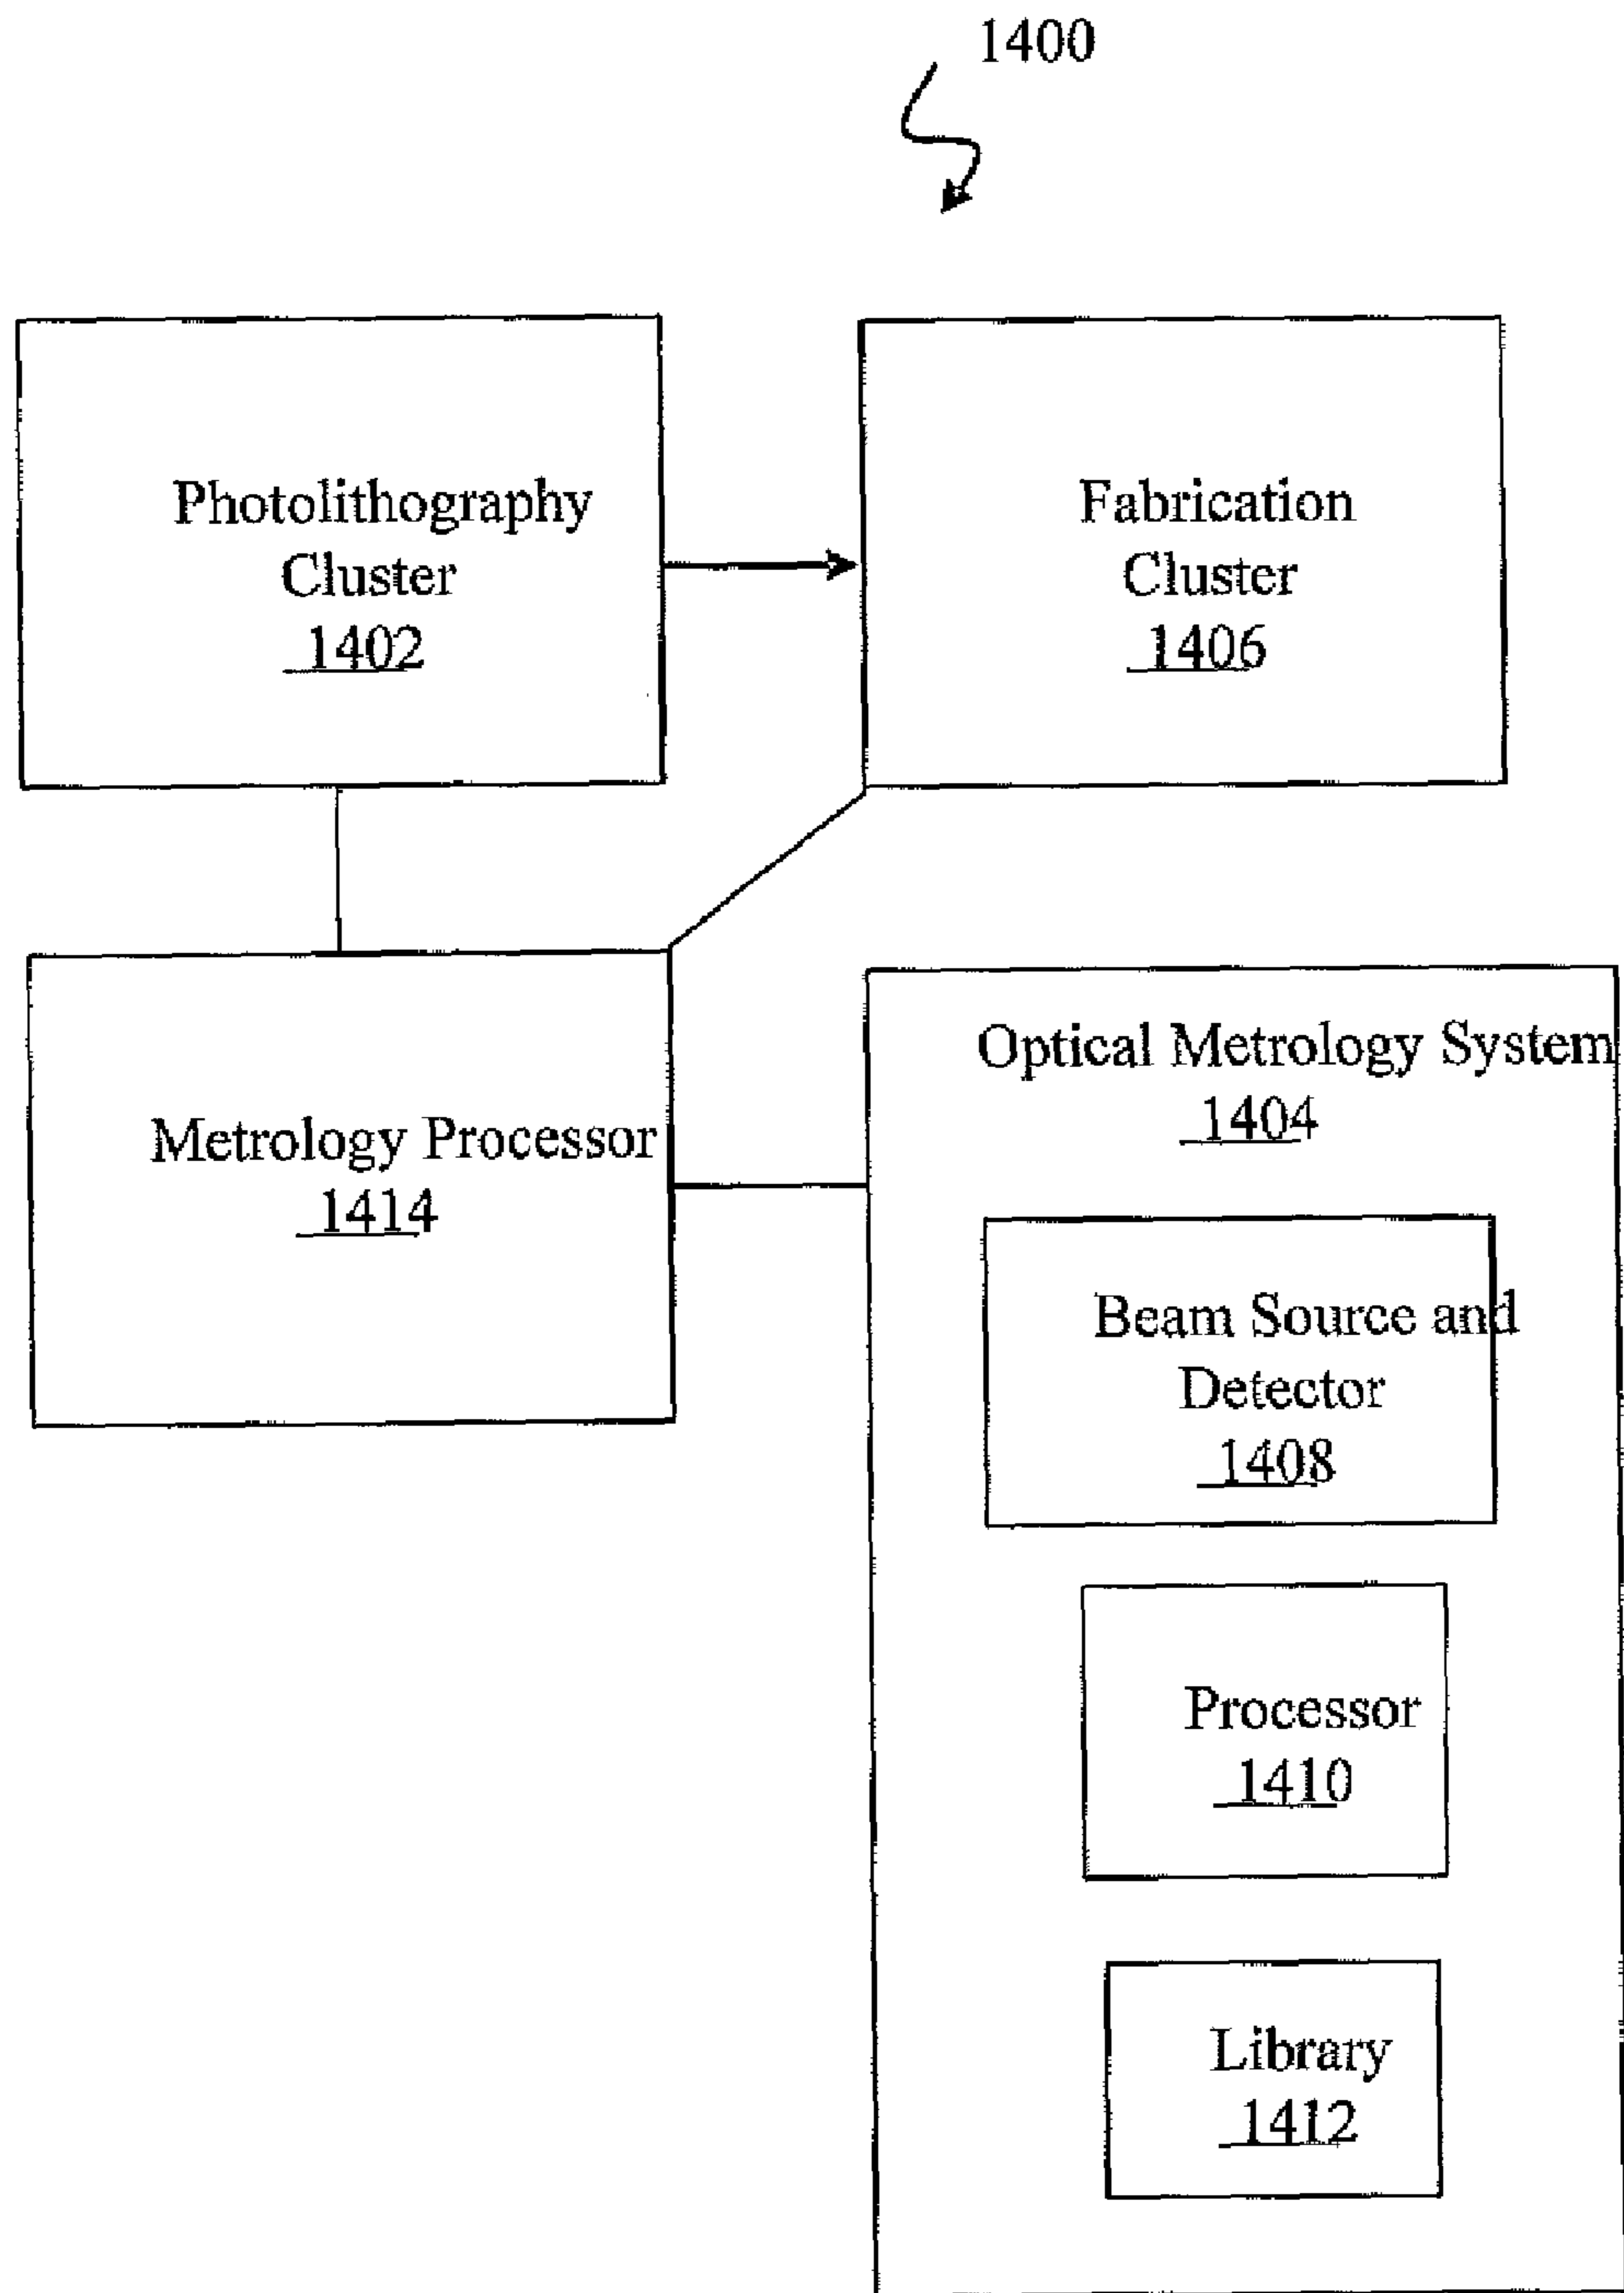 1400
Photolithography
Cluster
1402
Fabrication
Cluster
1406
Metrology Processor
1414
Optical Metrology System
1404
Beam Source and
Detector
1408
Processor
1410
Library
1412